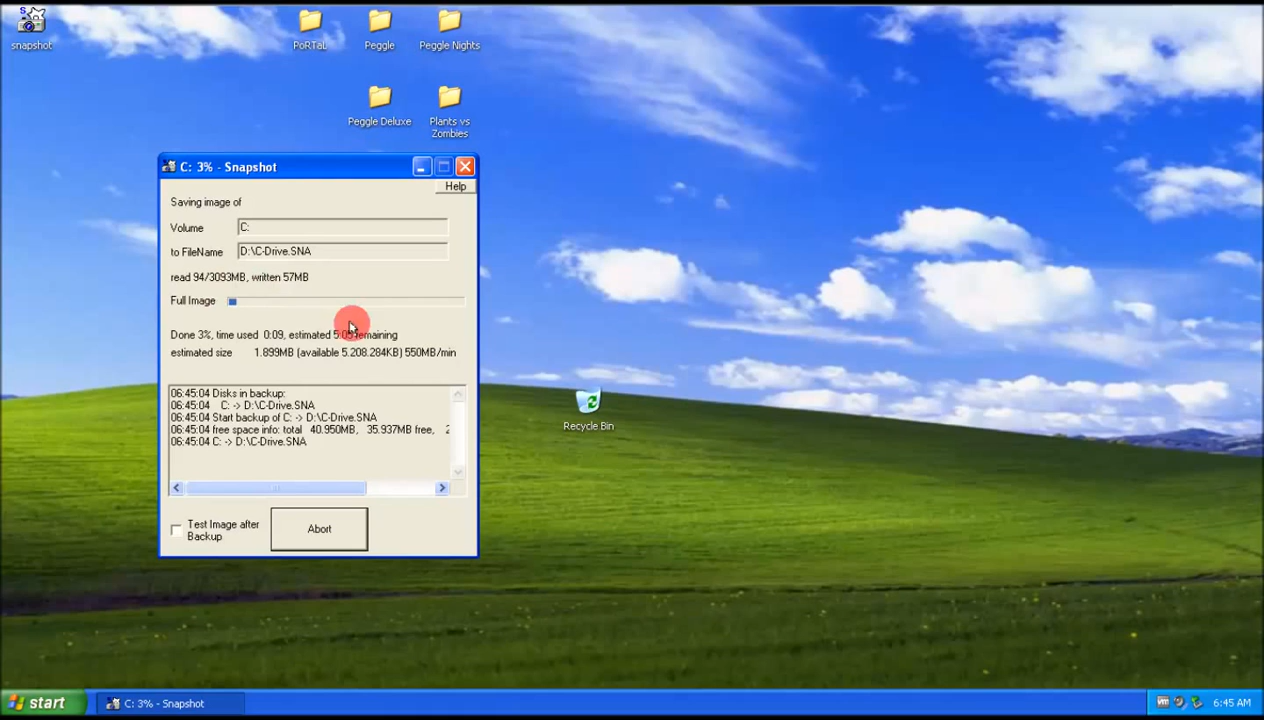 snapshot
PoRTaL
Peggle
Peggle Nights
Peggle Deluxe
Plants vs
Zombies
C: 3% - Snapshot
Help
Saving image of
Volume C:
to FileName D:\C-Drive.SNA
read 94/3093MB, written 57MB
Full Image
Done 3%, time used 0:09, estimated 5:05 remaining
estimated size 1.899MB (available 5.208.284KB) 550MB/min
06:45:04 Disks in backup:
06:45:04 C: -> D:\C-Drive.SNA
06:45:04 Start backup of C: -> D:\C-Drive.SNA
06:45:04 free space info: total 40.950MB, 35.937MB free,
06:45:04 C: -> D:\C-Drive.SNA
Test Image after
Backup
Abort
Recycle Bin
start
C: 3% - Snapshot
6:45 AM